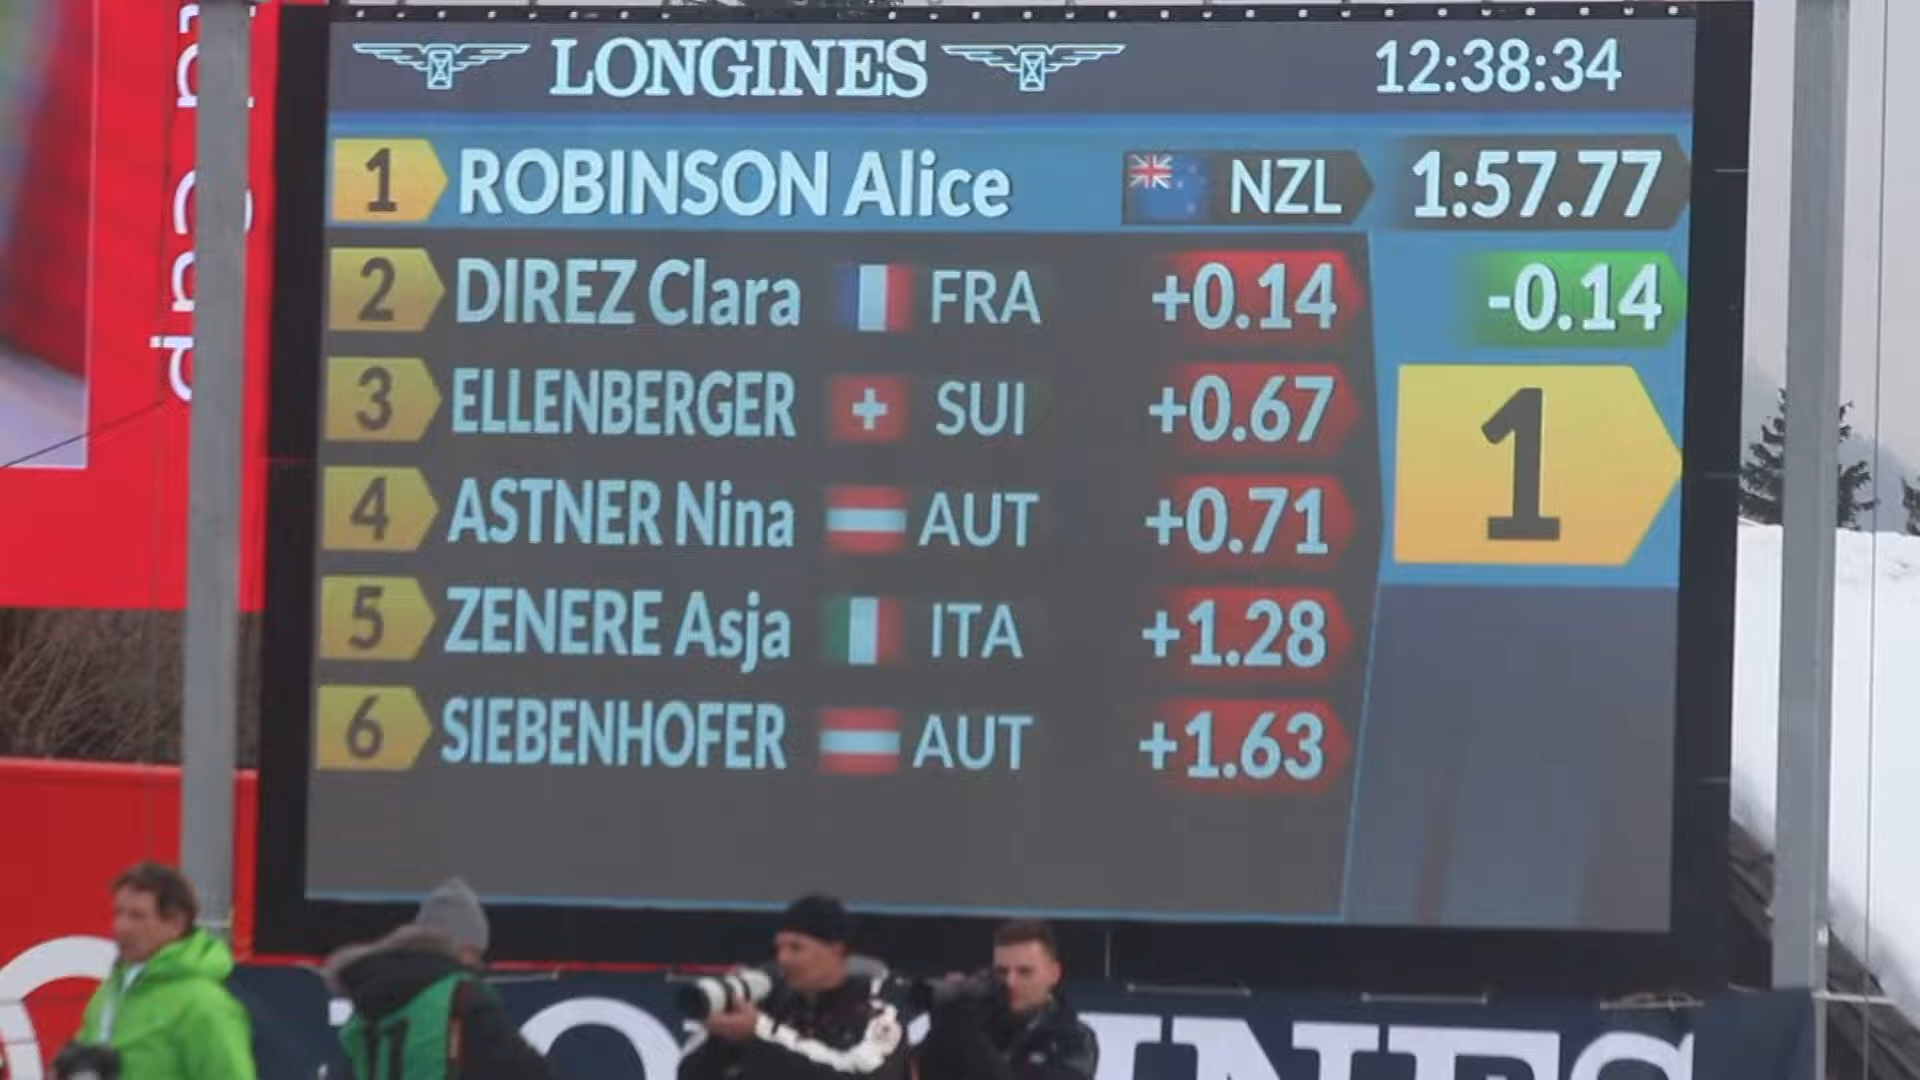 LONGINES 12:38:34
1 ROBINSON Alice NZL 1:57.77
2 DIREZ Clara FRA +0.14 -0.14
3 ELLENBERGER SUI +0.67
1
4 ASTNER Nina AUT +0.71
5 ZENERE Asja ITA +1.28
6 SIEBENHOFER AUT +1.63